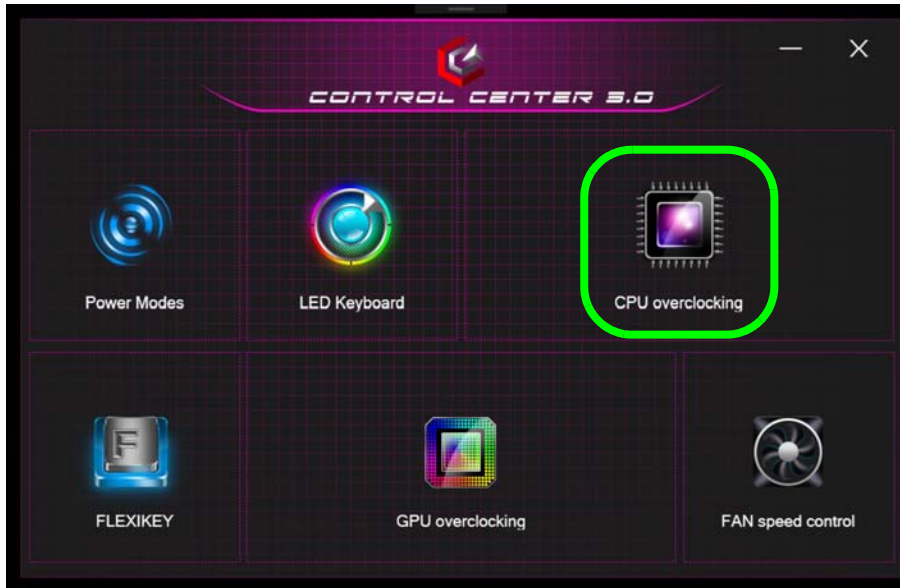 CONTROL CENTER 3.0
Power Modes
LED Keyboard
CPU overclocking
F
FLEXIKEY
GPU overclocking
FAN speed control